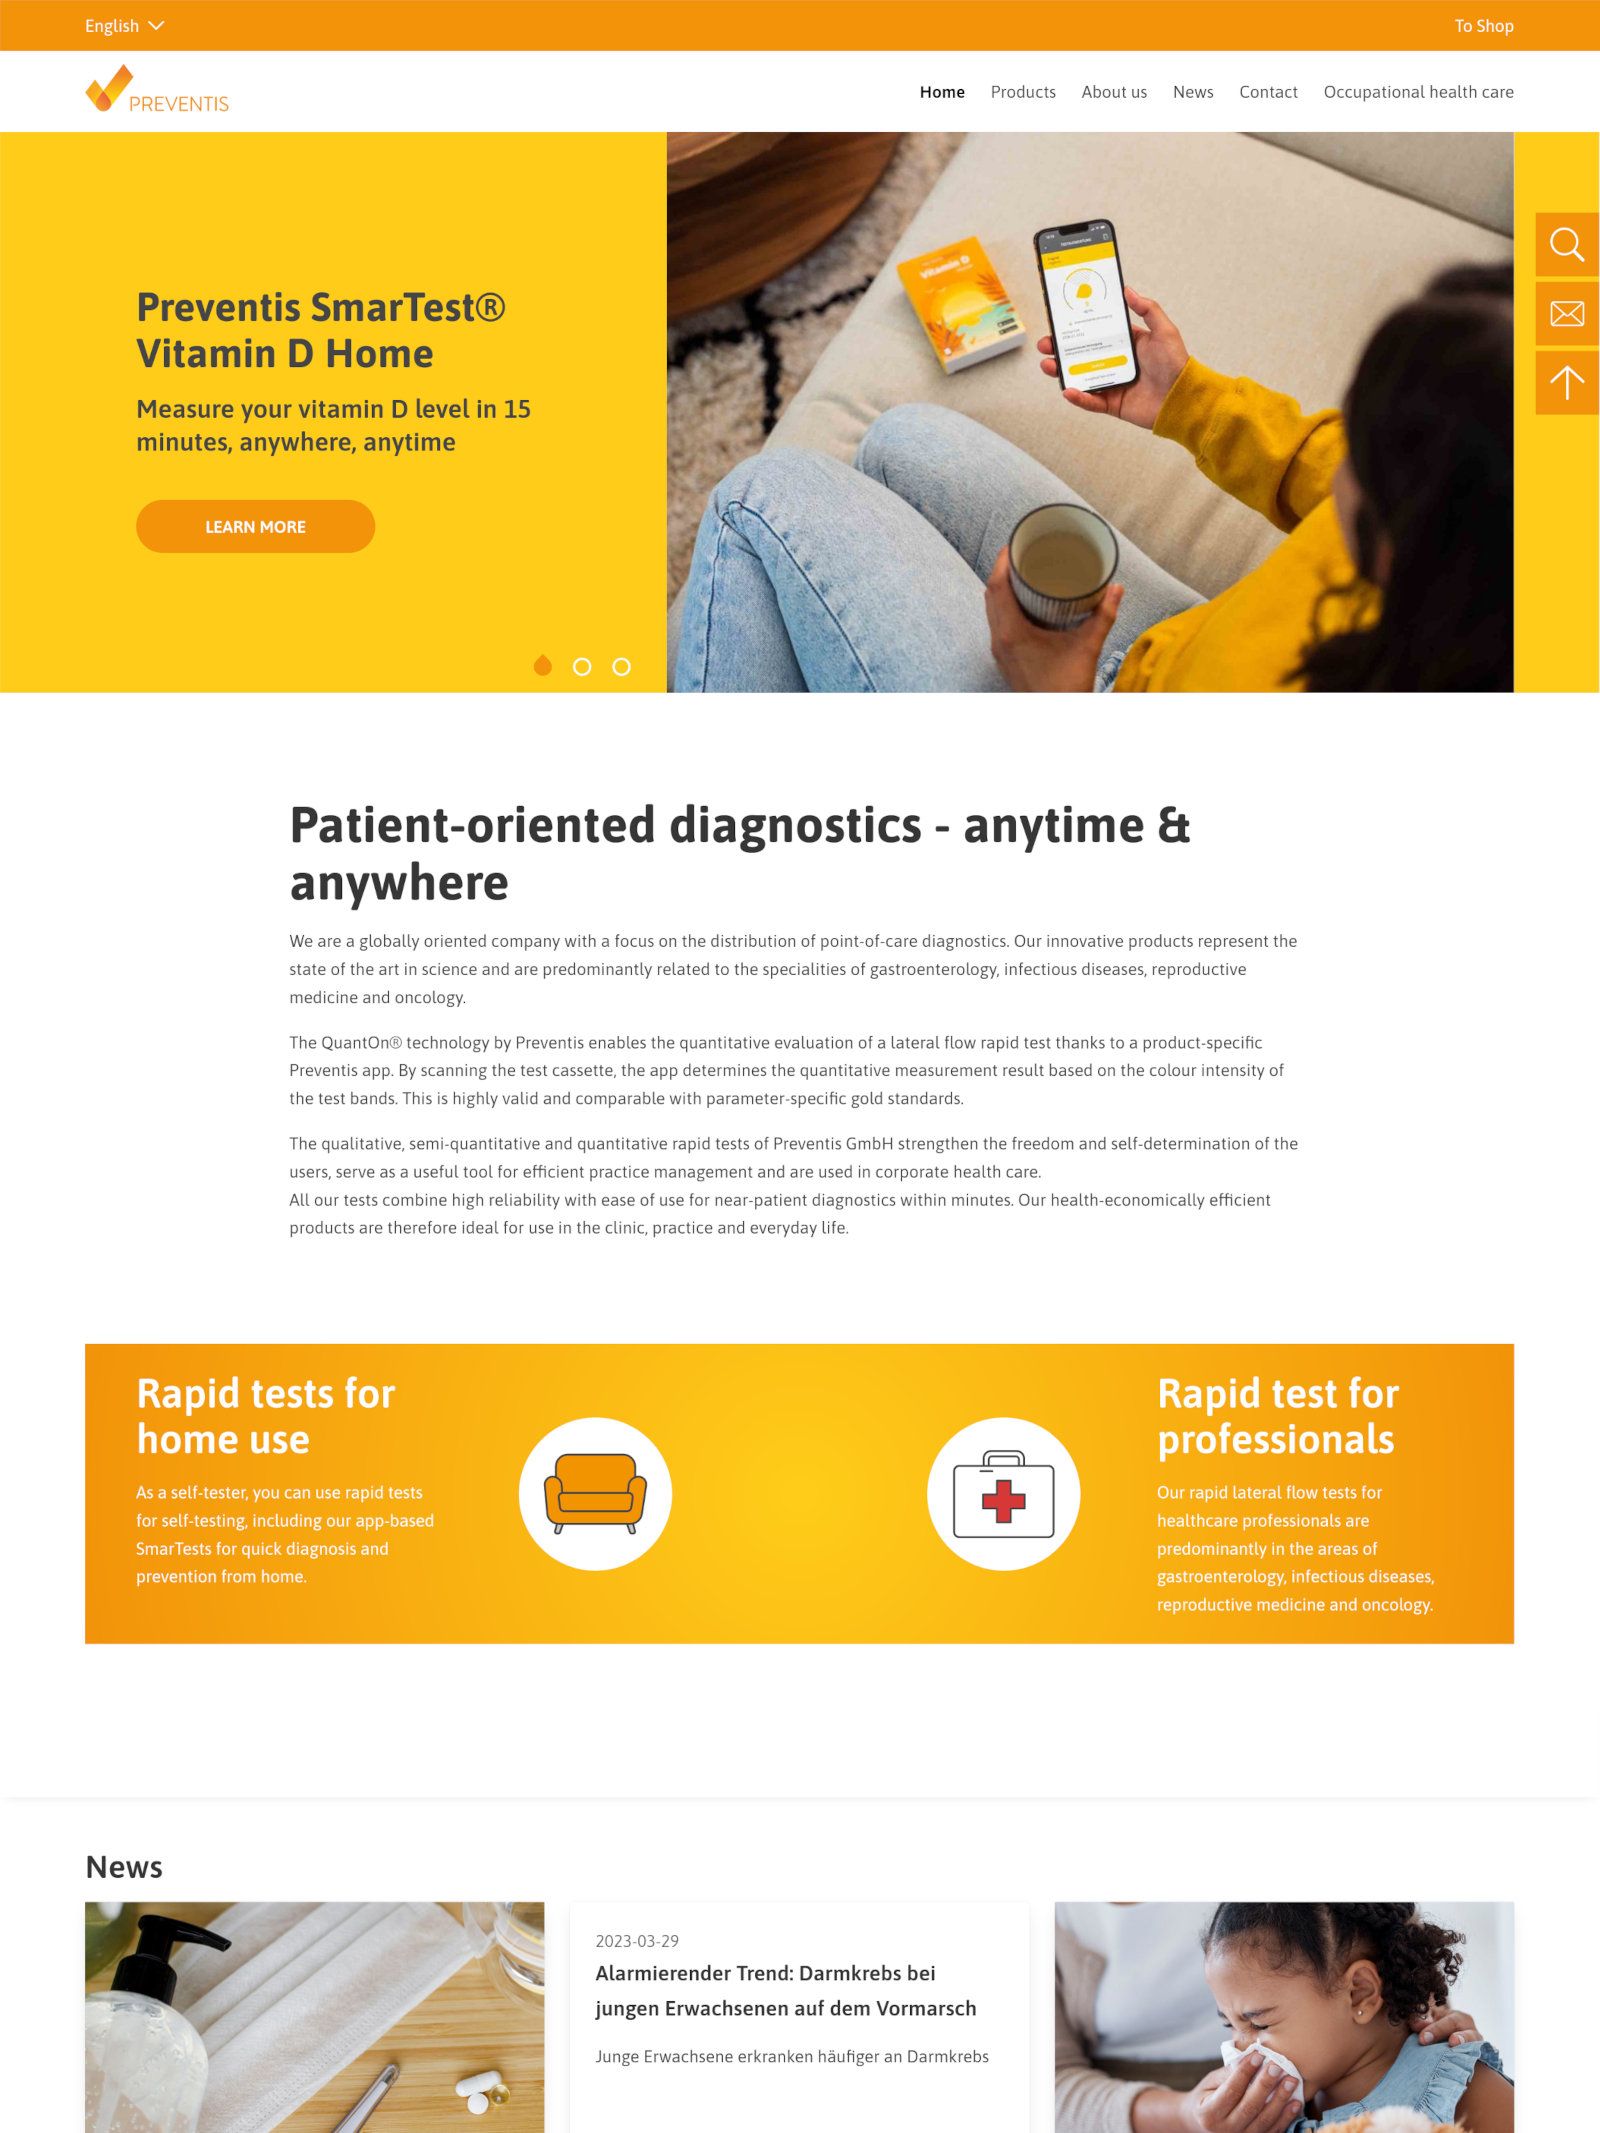 English
To Shop
PREVENTIS
Home Products About us News Contact Occupational health care
Preventis SmarTest®
Vitamin D Home
Measure your vitamin D level in 15
minutes, anywhere, anytime
LEARN MORE
Vitamin D
Patient-oriented diagnostics - anytime &
anywhere
We are a globally oriented company with a focus on the distribution of point-of-care diagnostics. Our innovative products represent the
state of the art in science and are predominantly related to the specialities of gastroenterology, infectious diseases, reproductive
medicine and oncology.
The QuantOn® technology by Preventis enables the quantitative evaluation of a lateral flow rapid test thanks to a product-specific
Preventis app. By scanning the test cassette, the app determines the quantitative measurement result based on the colour intensity of
the test bands. This is highly valid and comparable with parameter-specific gold standards.
The qualitative, semi-quantitative and quantitative rapid tests of Preventis GmbH strengthen the freedom and self-determination of the
users, serve as a useful tool for efficient practice management and are used in corporate health care.
All our tests combine high reliability with ease of use for near-patient diagnostics within minutes. Our health-economically efficient
products are therefore ideal for use in the clinic, practice and everyday life.
Rapid tests for
home use
As a self-tester, you can use rapid tests
for self-testing, including our app-based
SmarTests for quick diagnosis and
prevention from home.
Rapid test for
professionals
Our rapid lateral flow tests for
healthcare professionals are
predominantly in the areas of
gastroenterology, infectious diseases,
reproductive medicine and oncology.
News
2023-03-29
Alarmierender Trend: Darmkrebs bei
jungen Erwachsenen auf dem Vormarsch
Junge Erwachsene erkranken häufiger an Darmkrebs